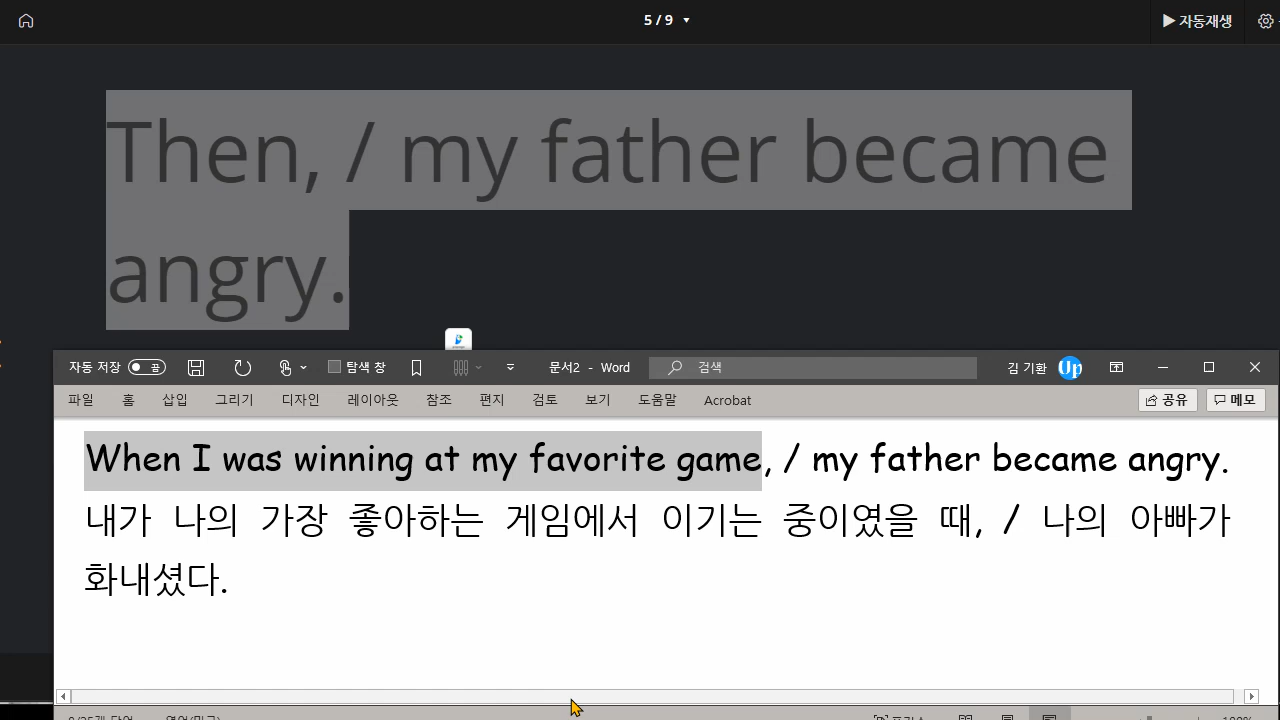 5 / 9
▶ 자동재생
Then, / my father became
angry.
자동 저장 끔 탐색 창 문서2 - Word 검색 김 기환 Up
파일 홈 삽입 그리기 디자인 레이아웃 참조 편지 검토 보기 도움말 Acrobat 공유 메모
When I was winning at my favorite game, / my father became angry.
내가 나의 가장 좋아하는 게임에서 이기는 중이였을 때, / 나의 아빠가
화내셨다.